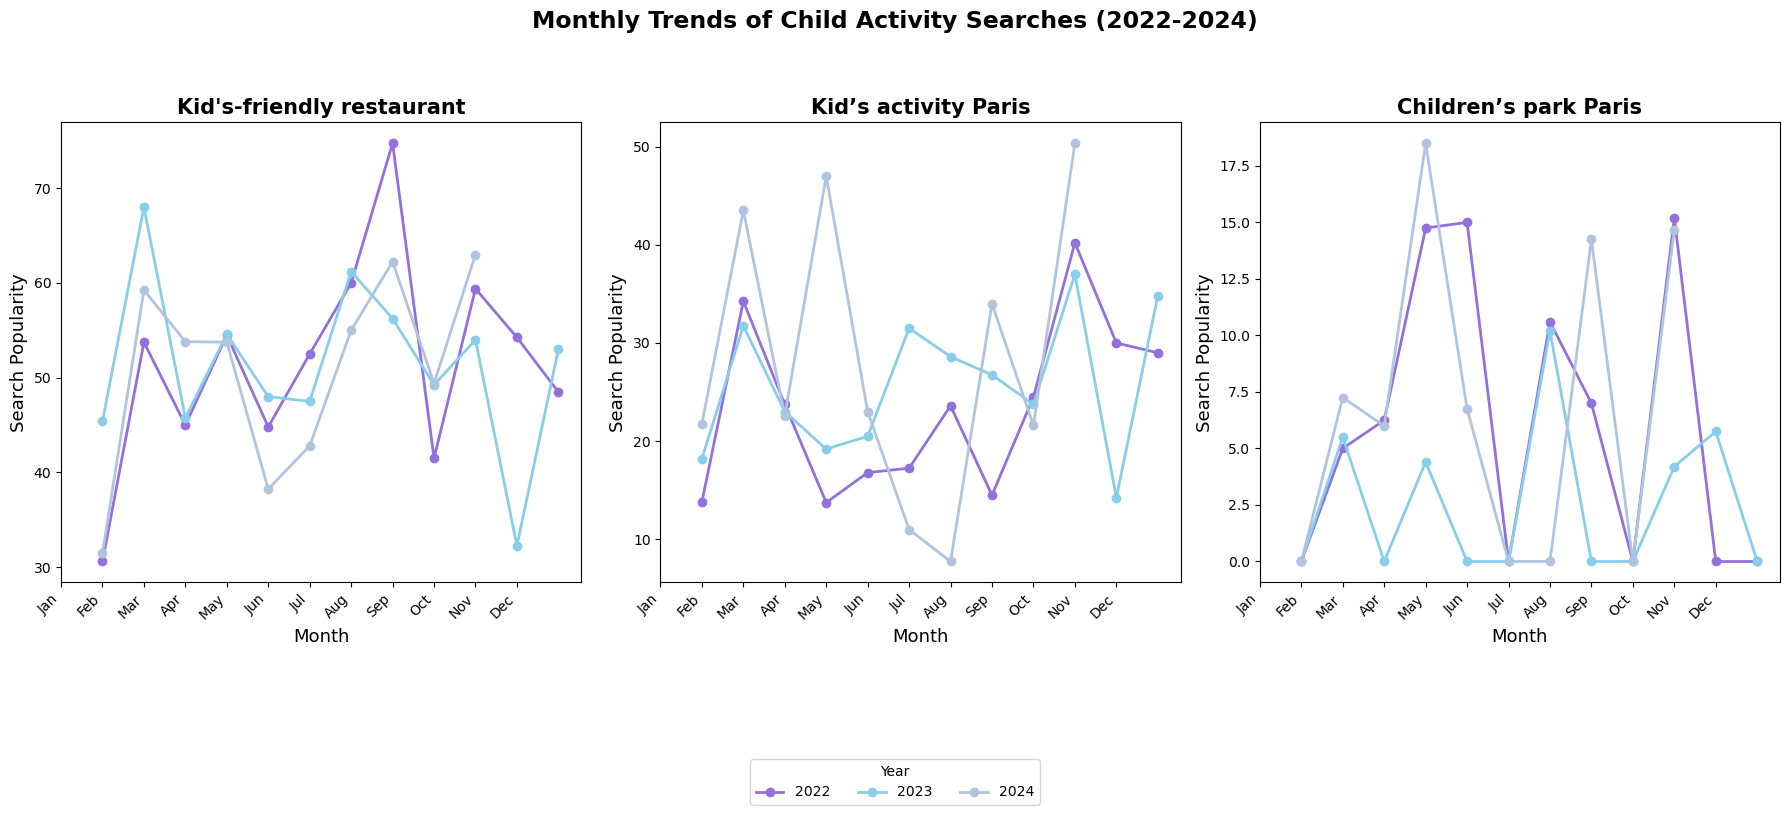 Monthly Trends of Child Activity Searches (2022-2024)
Kid's-friendly restaurant
Search Popularity
70
60
50
40
30
Jan
Feb
Mar
Apr
May
Jun
Jul
Aug
Sep
Oct
Nov
Dec
Month
Kid’s activity Paris
Search Popularity
50
40
30
20
10
Jan
Feb
Mar
Apr
May
Jun
Jul
Aug
Sep
Oct
Nov
Dec
Month
Children’s park Paris
Search Popularity
17.5
15.0
12.5
10.0
7.5
5.0
2.5
0.0
Jan
Feb
Mar
Apr
May
Jun
Jul
Aug
Sep
Oct
Nov
Dec
Month
Year
2022 2023 2024